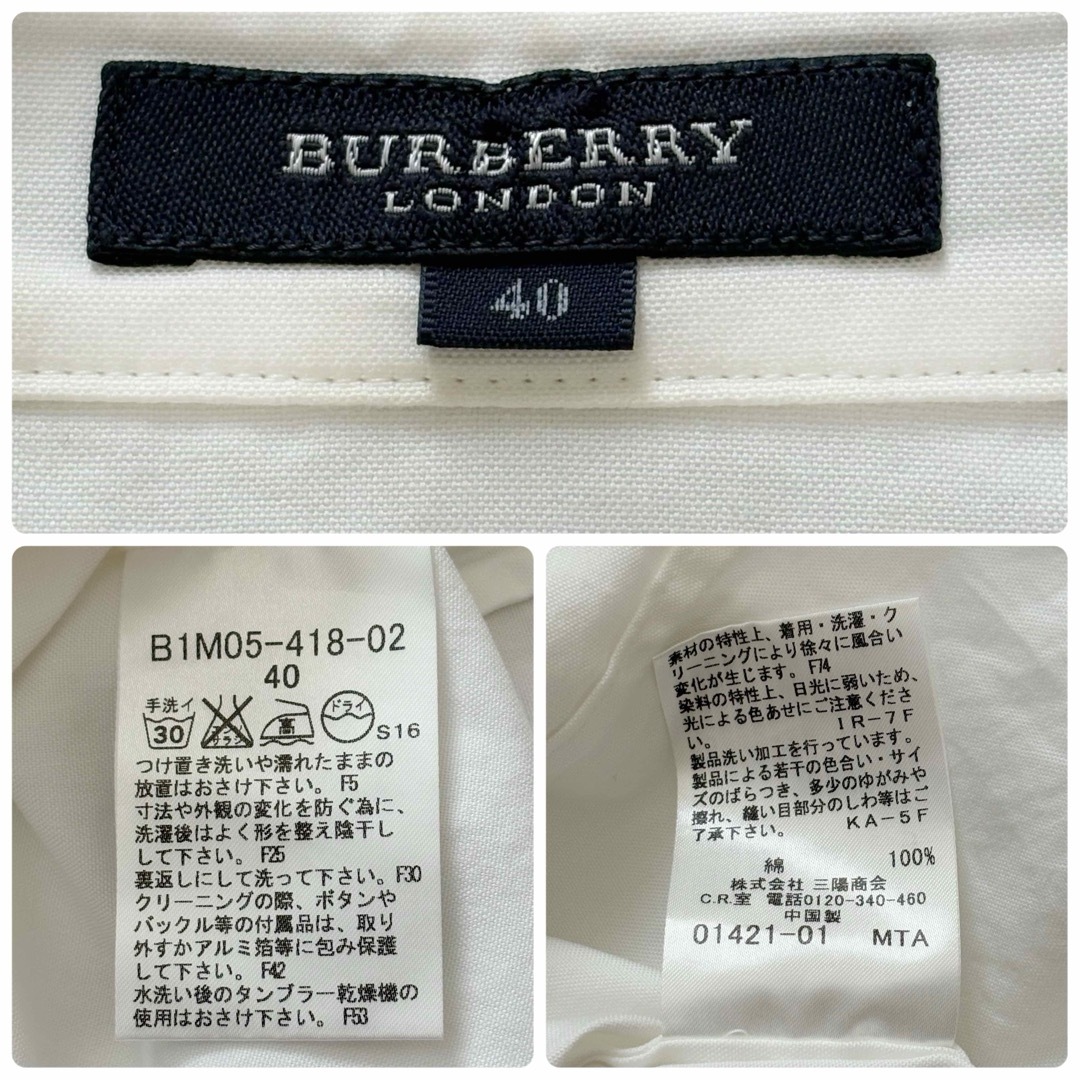 BURBERRY
LONDON
40
B1M05-418-02
40
手洗イ
30
サラシ
高
ドライ
S16
つけ置き洗いや濡れたままの
放置はおさけ下さい。F5
寸法や外観の変化を防ぐ為に、
洗濯後はよく形を整え陰干し
して下さい。F25
裏返しにして洗って下さい。F30
クリーニングの際、ボタンや
バックル等の付属品は、取り
外すかアルミ箔等に包み保護
して下さい。F42
水洗い後のタンブラー乾燥機の
使用はおさけ下さい。F53
素材の特性上、着用・洗濯・ク
リーニングにより徐々に風合い
変化が生じます。F74
染料の特性上、日光に弱いため、
光による色あせにご注意くださ
い。 IR-7F
製品洗い加工を行っています。
製品による若干の色合い・サイ
ズのばらつき、多少のゆがみや
擦れ、縫い目部分のしわ等はご
了承下さい。 KA-5F
綿 100%
株式会社 三陽商会
C.R.室 電話0120-340-460
中国製
01421-01 MTA